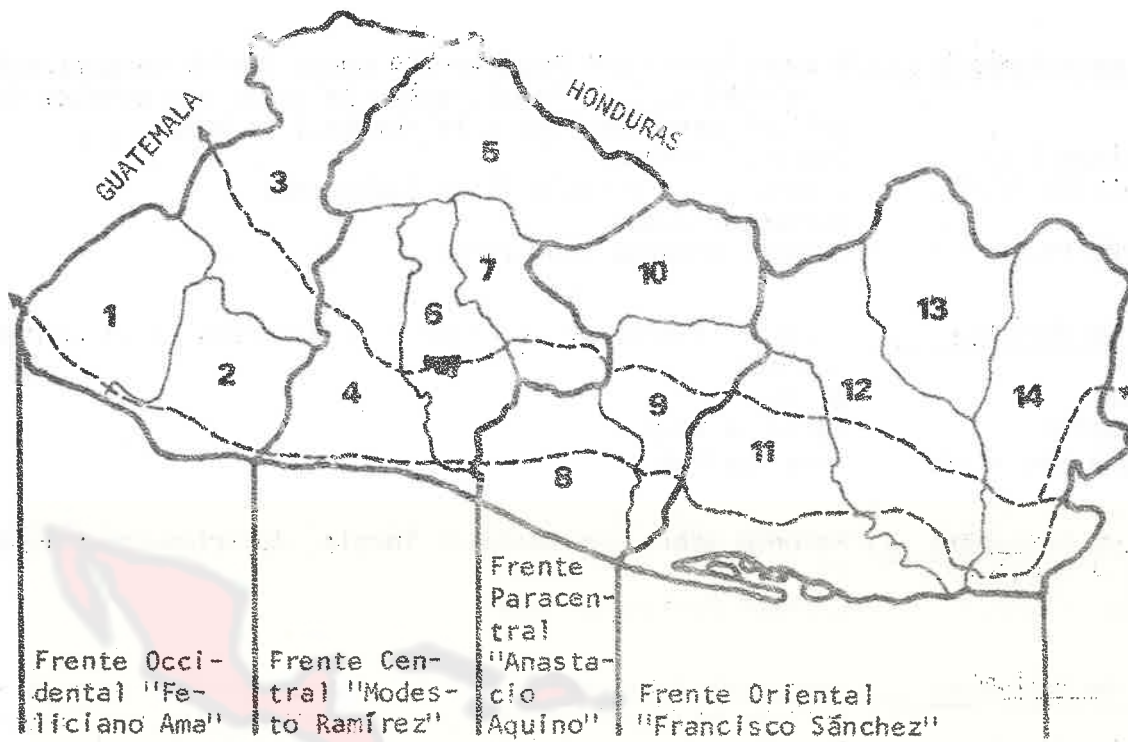 GUATEMALA
HONDURAS
1
2
3
4
5
6
7
8
9
10
11
12
13
14
Frente Occi-
dental "Fe-
liciano Ama"
Frente Cen-
tral "Modes-
to Ramírez"
Frente
Paracen-
tral
"Anasta-
cio
Aquino"
Frente Oriental
"Francisco Sánchez"